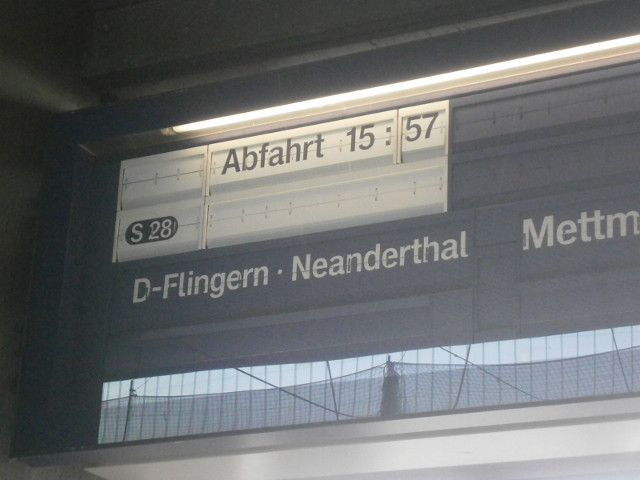 Abfahrt 15:57
S 28
D-Flingern · Neanderthal Mettm